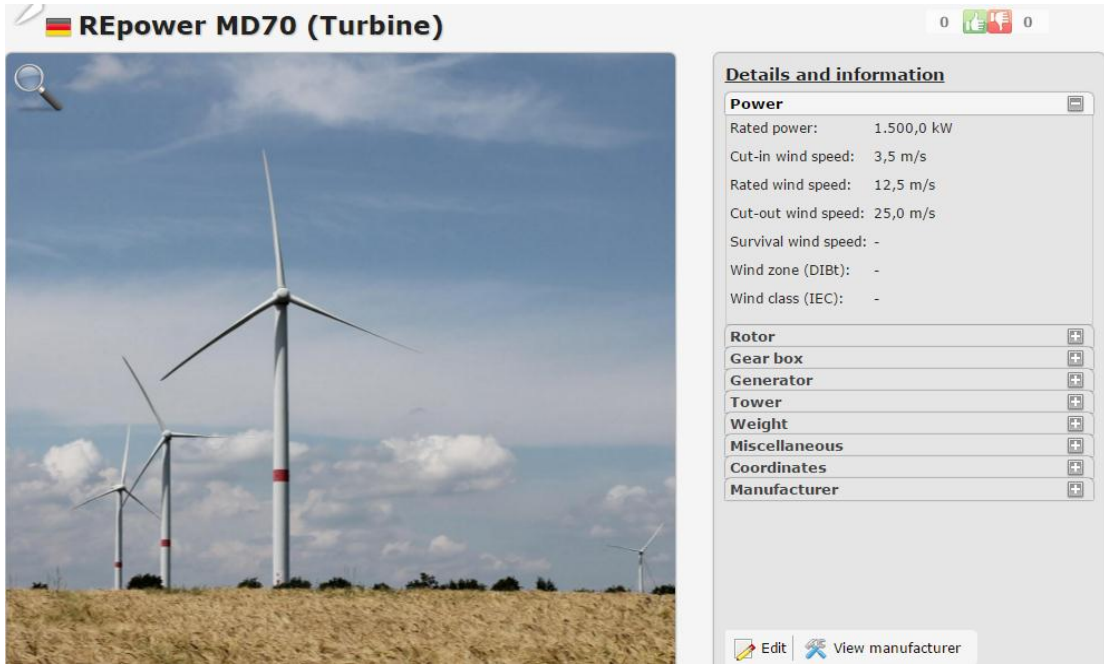 REpower MD70 (Turbine)
0 0
Details and information
Power
Rated power: 1.500,0 kW
Cut-in wind speed: 3,5 m/s
Rated wind speed: 12,5 m/s
Cut-out wind speed: 25,0 m/s
Survival wind speed: -
Wind zone (DIBt): -
Wind class (IEC): -
Rotor
Gear box
Generator
Tower
Weight
Miscellaneous
Coordinates
Manufacturer
Edit View manufacturer